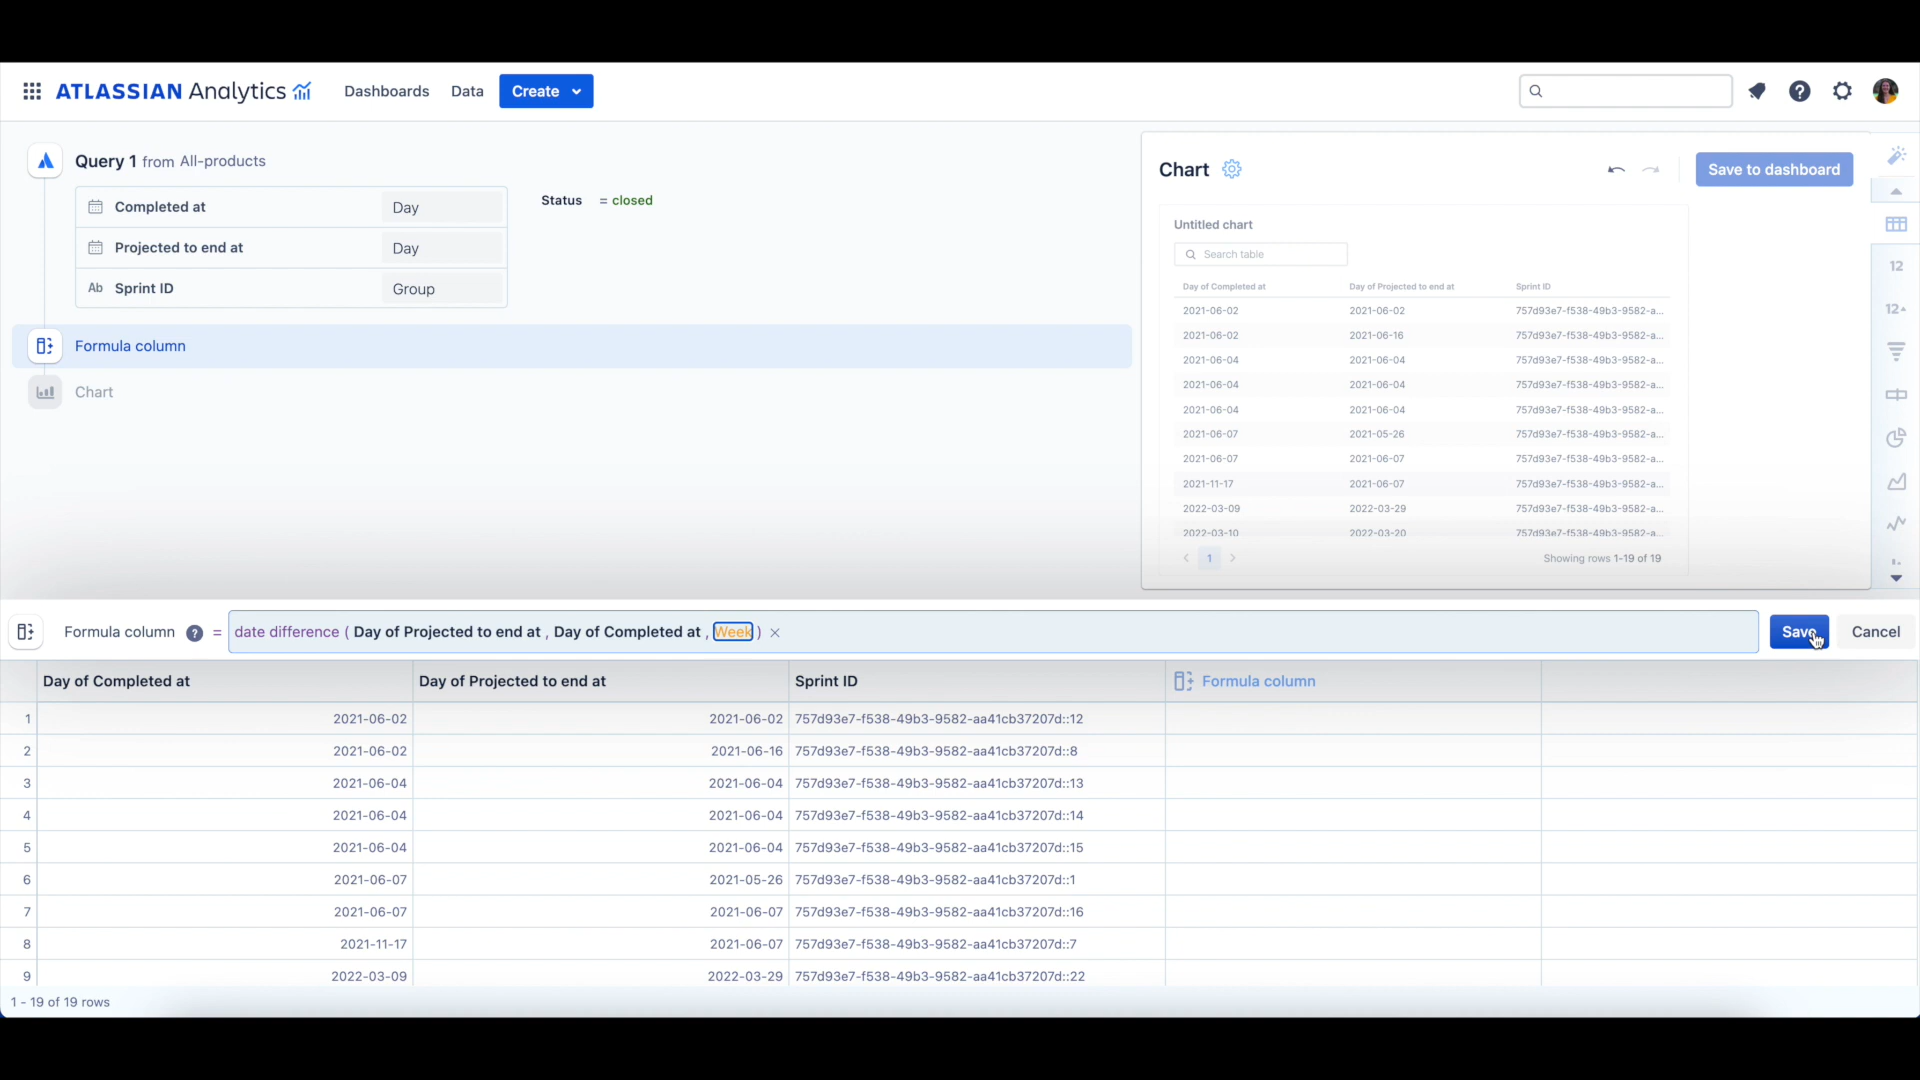 ATLASSIAN Analytics Dashboards Data Create
Query 1 from All-products
Completed at Day
Projected to end at Day
Ab Sprint ID Group
Status = closed
Formula column
Chart
Chart Save to dashboard
Untitled chart
Search table
Day of Completed at Day of Projected to end at Sprint ID
2021-06-02 2021-06-02 757d93e7-f538-49b3-9582-a...
2021-06-02 2021-06-16 757d93e7-f538-49b3-9582-a...
2021-06-04 2021-06-04 757d93e7-f538-49b3-9582-a...
2021-06-04 2021-06-04 757d93e7-f538-49b3-9582-a...
2021-06-04 2021-06-04 757d93e7-f538-49b3-9582-a...
2021-06-07 2021-05-26 757d93e7-f538-49b3-9582-a...
2021-06-07 2021-06-07 757d93e7-f538-49b3-9582-a...
2021-11-17 2021-06-07 757d93e7-f538-49b3-9582-a...
2022-03-09 2022-03-29 757d93e7-f538-49b3-9582-a...
2022-03-10 2022-03-20 757d93e7-f538-49b3-9582-a...
1 Showing rows 1-19 of 19
12
12
Formula column ? = date difference ( Day of Projected to end at , Day of Completed at , Week ) × Save Cancel
Day of Completed at Day of Projected to end at Sprint ID Formula column
1 2021-06-02 2021-06-02 757d93e7-f538-49b3-9582-aa41cb37207d::12
2 2021-06-02 2021-06-16 757d93e7-f538-49b3-9582-aa41cb37207d::8
3 2021-06-04 2021-06-04 757d93e7-f538-49b3-9582-aa41cb37207d::13
4 2021-06-04 2021-06-04 757d93e7-f538-49b3-9582-aa41cb37207d::14
5 2021-06-04 2021-06-04 757d93e7-f538-49b3-9582-aa41cb37207d::15
6 2021-06-07 2021-05-26 757d93e7-f538-49b3-9582-aa41cb37207d::1
7 2021-06-07 2021-06-07 757d93e7-f538-49b3-9582-aa41cb37207d::16
8 2021-11-17 2021-06-07 757d93e7-f538-49b3-9582-aa41cb37207d::7
9 2022-03-09 2022-03-29 757d93e7-f538-49b3-9582-aa41cb37207d::22
1 - 19 of 19 rows